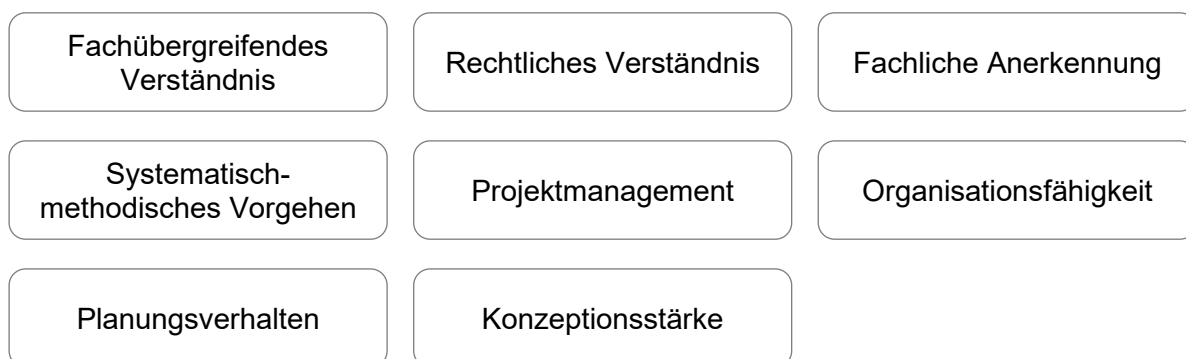 Fachübergreifendes
Verständnis
Rechtliches Verständnis
Fachliche Anerkennung
Systematisch-
methodisches Vorgehen
Projektmanagement
Organisationsfähigkeit
Planungsverhalten
Konzeptionsstärke